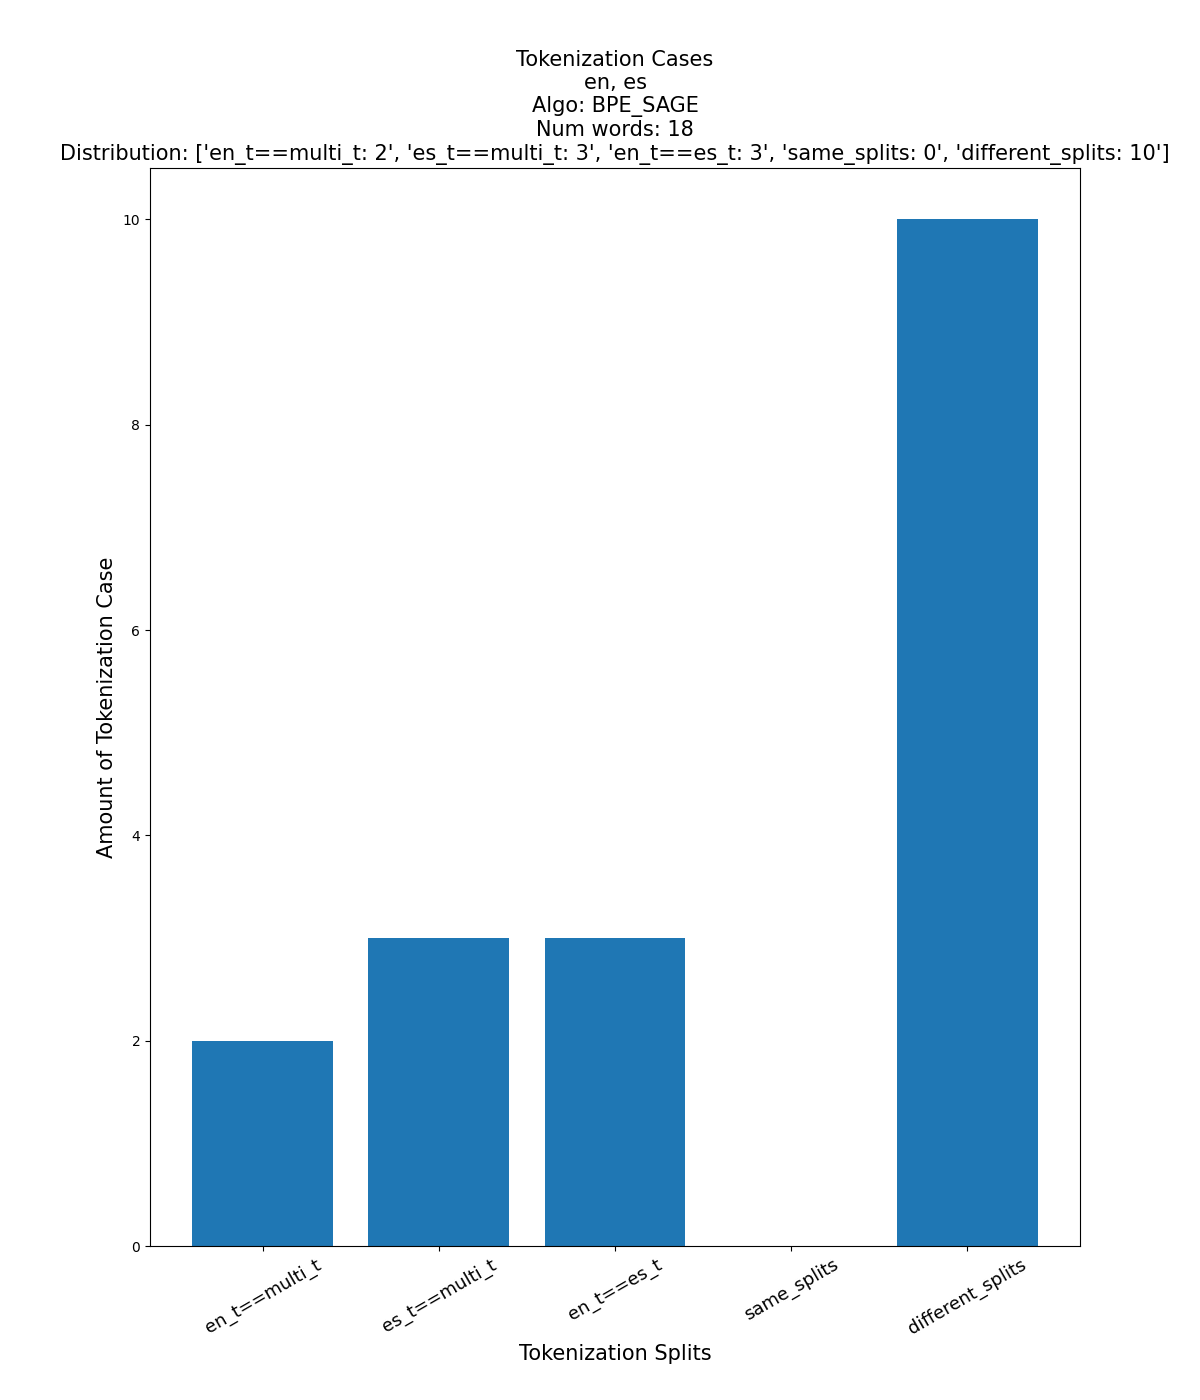 Tokenization Cases
en, es
Algo: BPE_SAGE
Num words: 18
Distribution: ['en_t==multi_t: 2', 'es_t==multi_t: 3', 'en_t==es_t: 3', 'same_splits: 0', 'different_splits: 10']
10
8
6
4
2
0
Amount of Tokenization Case
en_t==multi_t
es_t==multi_t
en_t==es_t
same_splits
different_splits
Tokenization Splits